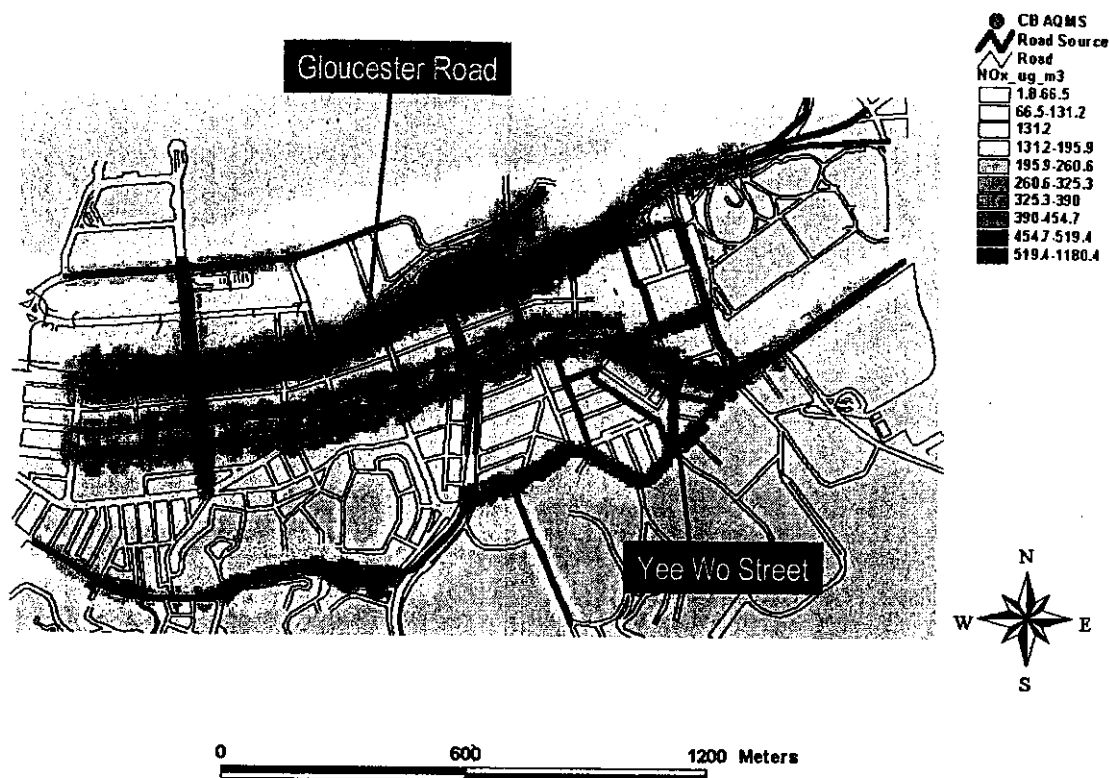 Gloucester Road
CB AQMS
Road Source
Road
NOx_ug_m3
1.8-66.5
66.5-131.2
131.2
131.2-195.9
195.9-260.6
260.6-325.3
325.3-390
390-454.7
454.7-519.4
519.4-1180.4
Yee Wo Street
N
W
E
S
0
600
1200 Meters